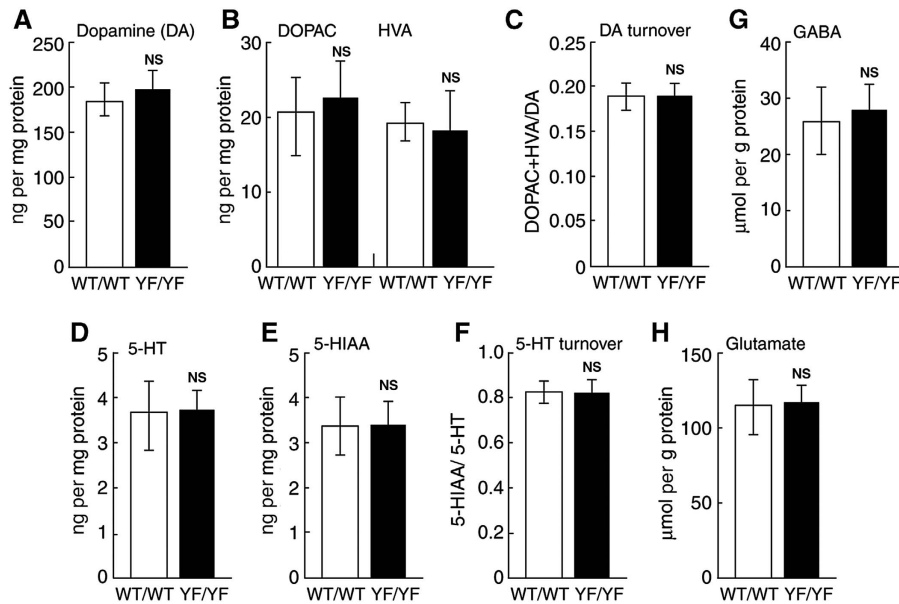 A
Dopamine (DA)
ng per mg protein
250
200
150
100
50
0
NS
WT/WT YF/YF
B
DOPAC
HVA
ng per mg protein
30
20
10
0
NS
NS
WT/WT YF/YF WT/WT YF/YF
C
DA turnover
DOPAC+HVA/DA
0.25
0.20
0.15
0.10
0.05
0
NS
WT/WT YF/YF
G
GABA
µmol per g protein
40
30
20
10
0
NS
WT/WT YF/YF
D
5-HT
ng per mg protein
5
4
3
2
1
0
NS
WT/WT YF/YF
E
5-HIAA
ng per mg protein
5
4
3
2
1
0
NS
WT/WT YF/YF
F
5-HT turnover
5-HIAA/ 5-HT
1.0
0.8
0.6
0.4
0.2
0
NS
WT/WT YF/YF
H
Glutamate
µmol per g protein
150
100
50
0
NS
WT/WT YF/YF